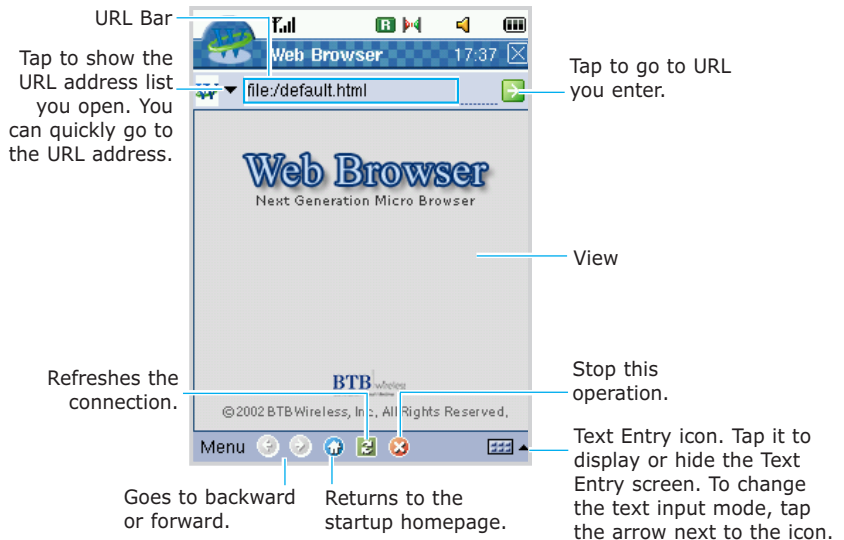 URL Bar
Tap to show the
URL address list
you open. You
can quickly go to
the URL address.
R
Web Browser 17:37
file:/default.html
Tap to go to URL
you enter.
Web Browser
Next Generation Micro Browser
View
Refreshes the
connection.
BTB wireless
©2002 BTB Wireless, Inc, All Rights Reserved,
Stop this
operation.
Menu
Text Entry icon. Tap it to
display or hide the Text
Entry screen. To change
the text input mode, tap
the arrow next to the icon.
Goes to backward
or forward.
Returns to the
startup homepage.